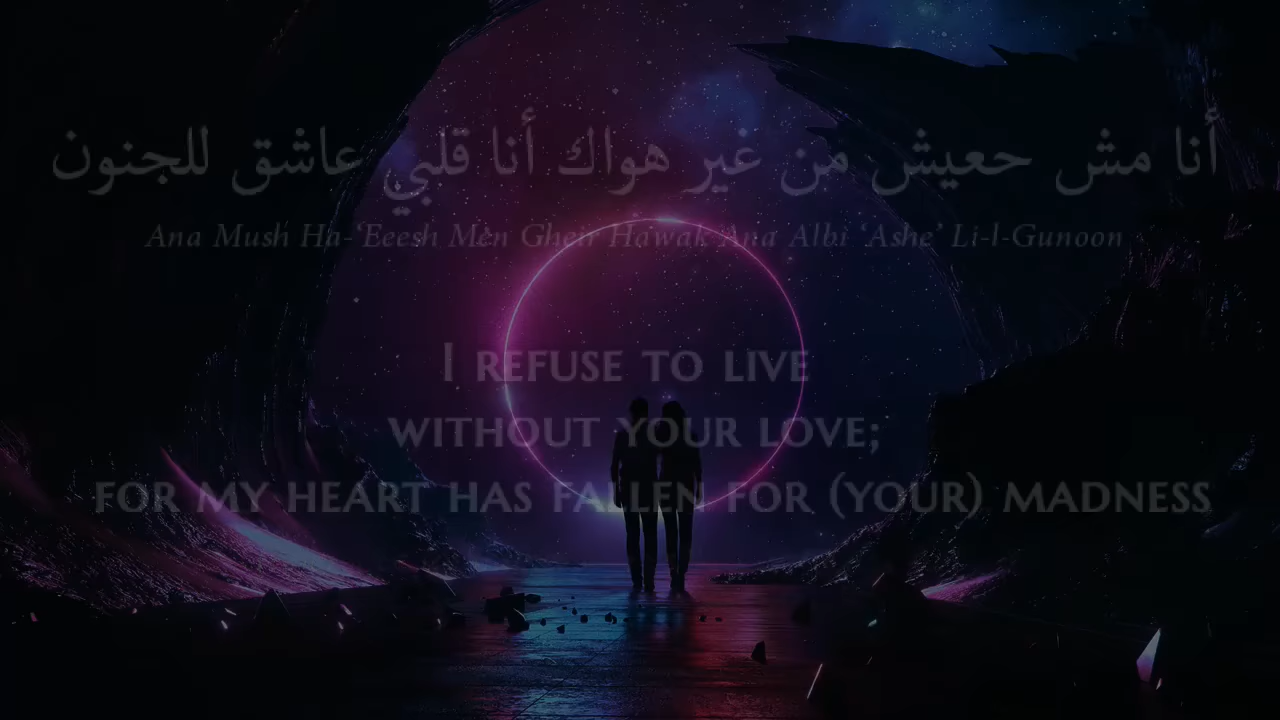 أنا مش حعيش من غير هواك أنا قلبي عاشق للجنون
Ana Mush Ha-‘Eeesh Men Gheir Hawak Ana Albi ‘Ashe’ Li-l-Gunoon
I refuse to live
without your love;
for my heart has fallen for (your) madness